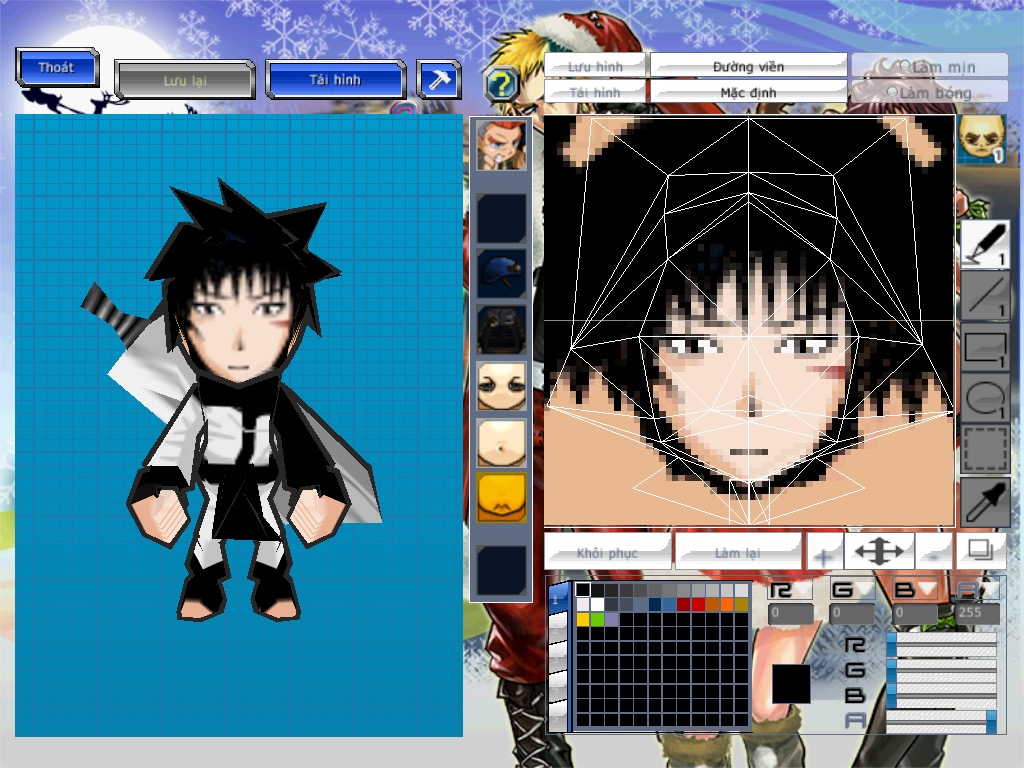 Thoát
Lưu lại
Tải hình
?
Lưu hình
Đường viền
Làm mịn
Tải hình
Mặc định
Làm bóng
1
1
1
1
1
Khôi phục
Làm lại
+
-
1
R G B A
0 0 0 255
R
G
B
A